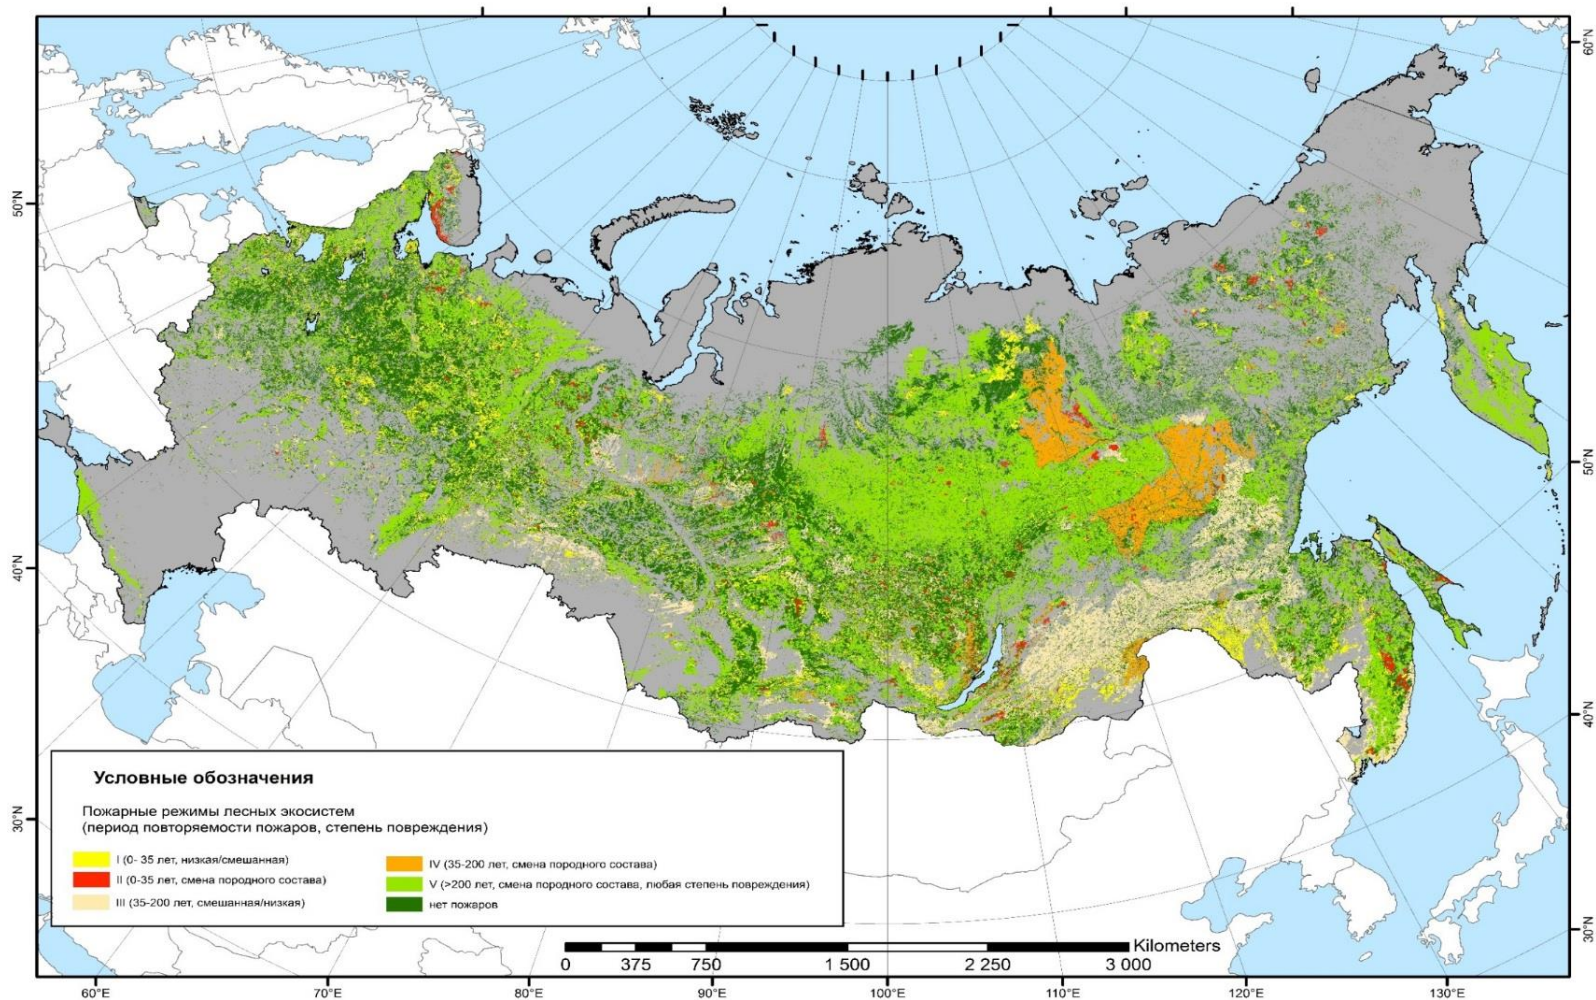 60°N
50°N
50°N
40°N
40°N
30°N
30°N
Условные обозначения
Пожарные режимы лесных экосистем
(период повторяемости пожаров, степень повреждения)
I (0- 35 лет, низкая/смешанная)
II (0-35 лет, смена породного состава)
III (35-200 лет, смешанная/низкая)
IV (35-200 лет, смена породного состава)
V (>200 лет, смена породного состава, любая степень повреждения)
нет пожаров
Kilometers
0 375 750 1 500 2 250 3 000
60°E 70°E 80°E 90°E 100°E 110°E 120°E 130°E